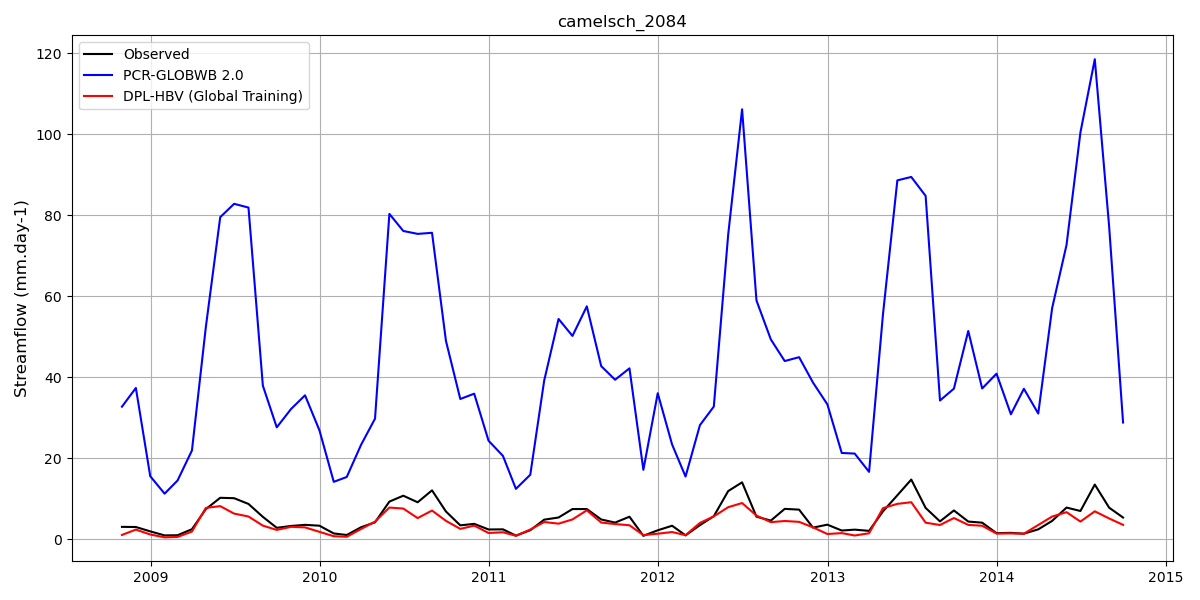 camelsch_2084
Observed
PCR-GLOBWB 2.0
DPL-HBV (Global Training)
Streamflow (mm.day-1)
120
100
80
60
40
20
0
2009 2010 2011 2012 2013 2014 2015